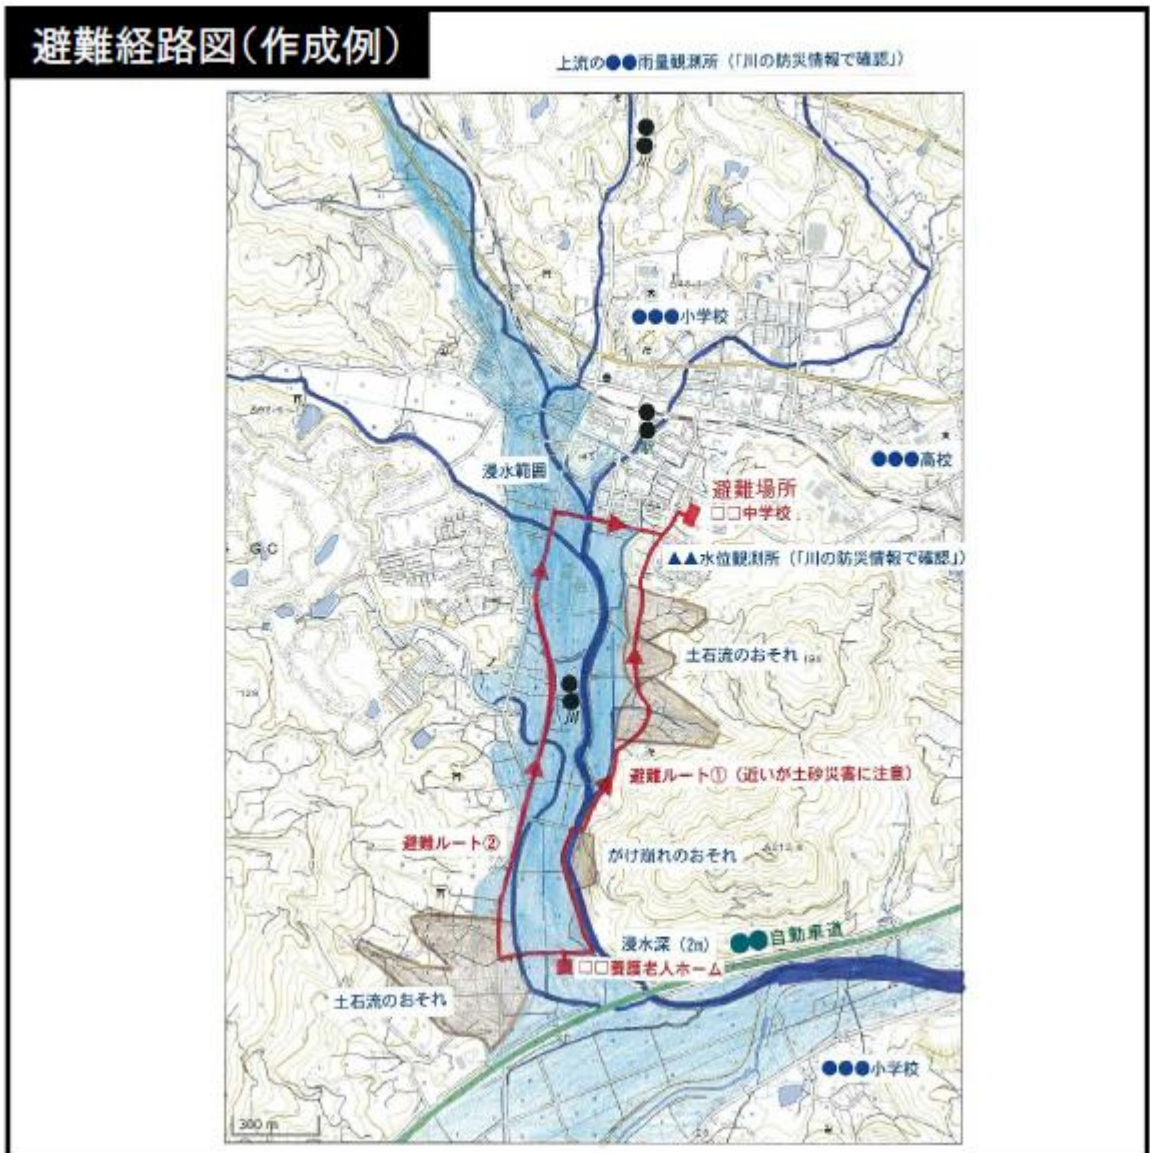 避難経路図(作成例)
上流の●●雨量観測所(「川の防災情報で確認」)
●●川
●●●小学校
●●駅
●●●高校
浸水範囲
避難場所
□□中学校
▲▲水位観測所(「川の防災情報で確認」)
G C
土石流のおそれ
●●川
避難ルート①(近いが土砂災害に注意)
避難ルート②
がけ崩れのおそれ
浸水深(2m)
●●自動車道
□□養護老人ホーム
土石流のおそれ
●●●小学校
300 m